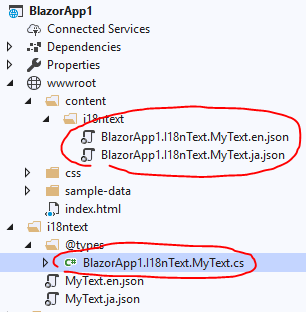 BlazorApp1
Connected Services
Dependencies
Properties
wwwroot
content
i18ntext
BlazorApp1.I18nText.MyText.en.json
BlazorApp1.I18nText.MyText.ja.json
css
sample-data
index.html
i18ntext
@types
C# BlazorApp1.I18nText.MyText.cs
MyText.en.json
MyText.ja.json